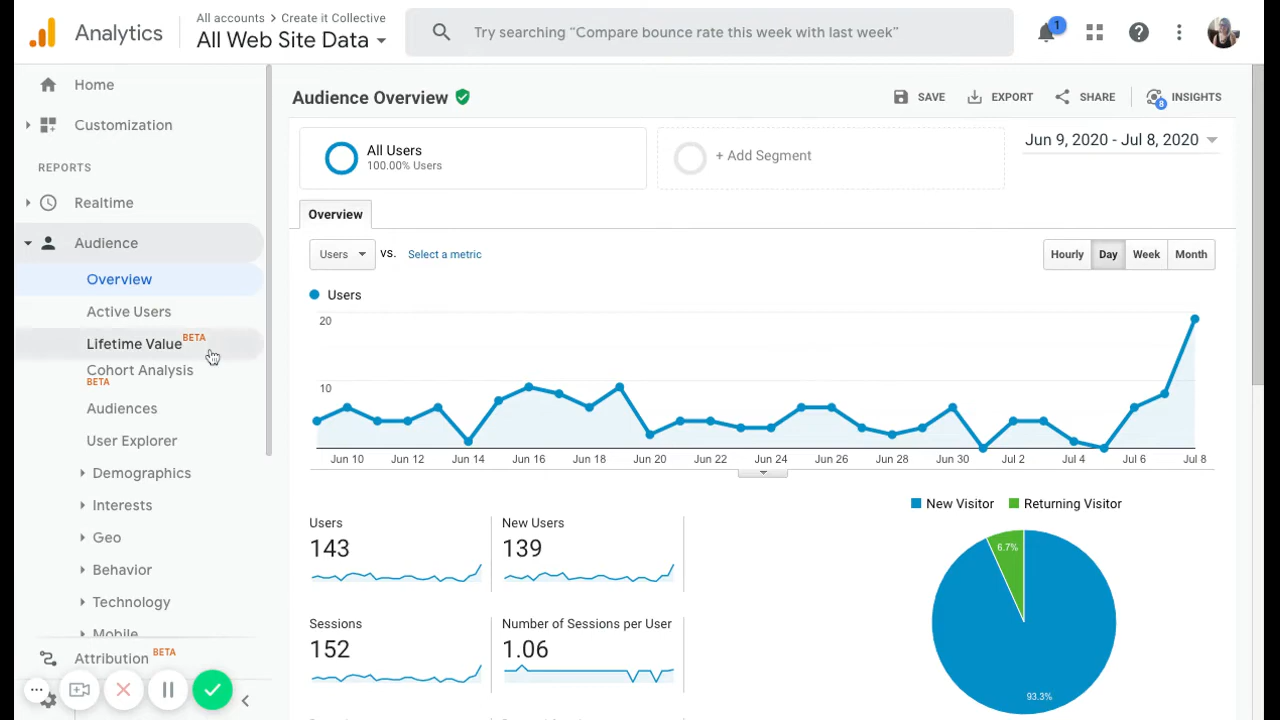 Analytics
All accounts > Create it Collective
All Web Site Data
Try searching “Compare bounce rate this week with last week”
1
Home
Customization
REPORTS
Realtime
Audience
Overview
Active Users
Lifetime Value BETA
Cohort Analysis
BETA
Audiences
User Explorer
Demographics
Interests
Geo
Behavior
Technology
Mobile
Attribution BETA
Audience Overview
SAVE
EXPORT
SHARE
8
INSIGHTS
All Users
100.00% Users
+ Add Segment
Jun 9, 2020 - Jul 8, 2020
Overview
Users
VS.
Select a metric
Hourly
Day
Week
Month
Users
20
10
Jun 10
Jun 12
Jun 14
Jun 16
Jun 18
Jun 20
Jun 22
Jun 24
Jun 26
Jun 28
Jun 30
Jul 2
Jul 4
Jul 6
Jul 8
Users
143
New Users
139
Sessions
152
Number of Sessions per User
1.06
New Visitor
Returning Visitor
6.7%
93.3%